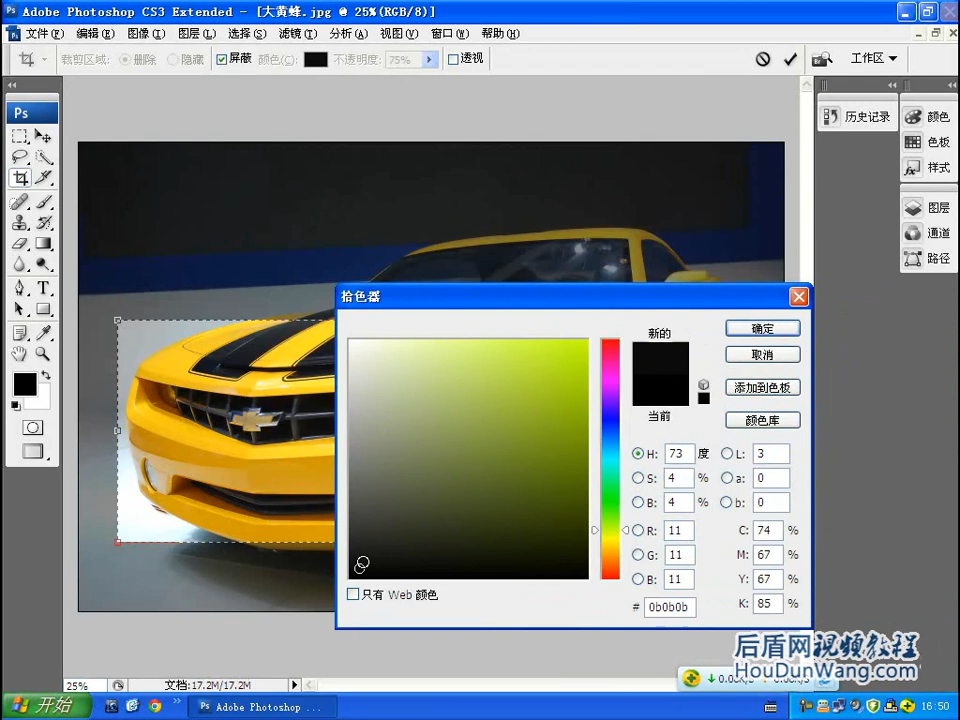 Adobe Photoshop CS3 Extended - [大黄蜂.jpg @ 25%(RGB/8)]
文件(F) 编辑(E) 图像(I) 图层(L) 选择(S) 滤镜(T) 分析(A) 视图(V) 窗口(W) 帮助(H)
裁剪区域: 删除 隐藏 屏蔽 颜色(C): 不透明度: 75% 透视 工作区
Ps
历史记录
颜色
色板
样式
图层
通道
路径
拾色器
新的
当前
确定
取消
添加到色板
颜色库
H: 73 度 L: 3
S: 4 % a: 0
B: 4 % b: 0
R: 11 C: 74 %
G: 11 M: 67 %
B: 11 Y: 67 %
# 0b0b0b K: 85 %
只有 Web 颜色
后盾网视频教程
HouDunWang.com
25% 文档:17.2M/17.2M
开始
Adobe Photoshop ...
16:50